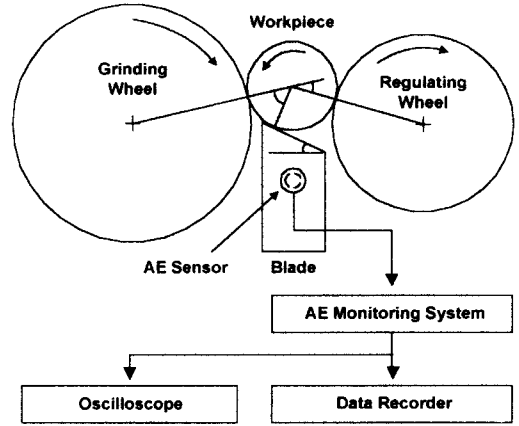 Workpiece
Grinding
Wheel
Regulating
Wheel
AE Sensor
Blade
AE Monitoring System
Oscilloscope
Data Recorder